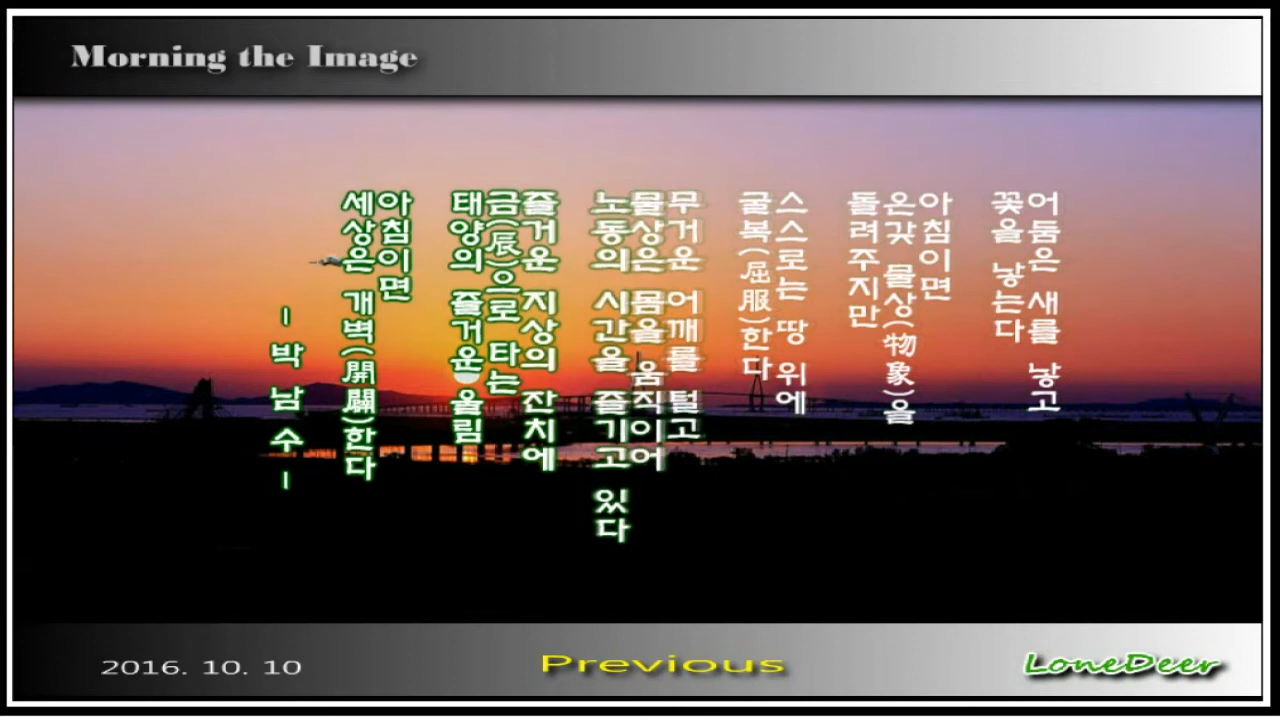 Morning the Image
어둠은 새를 낳고
꽃을 낳는다
아침이면
온갖 물상(物象)을
돌려주지만
스스로는 땅 위에
굴복(屈服)한다
무거운 어깨를 털고
물상은 몸을 움직이어
노동의 시간을 즐기고 있다
즐거운 지상의 잔치에
금(辰)으로 타는
태양의 즐거운 울림
아침이면
세상은 개벽(開闢)한다
- 박 남 수 -
2016. 10. 10
Previous
LoneDeer